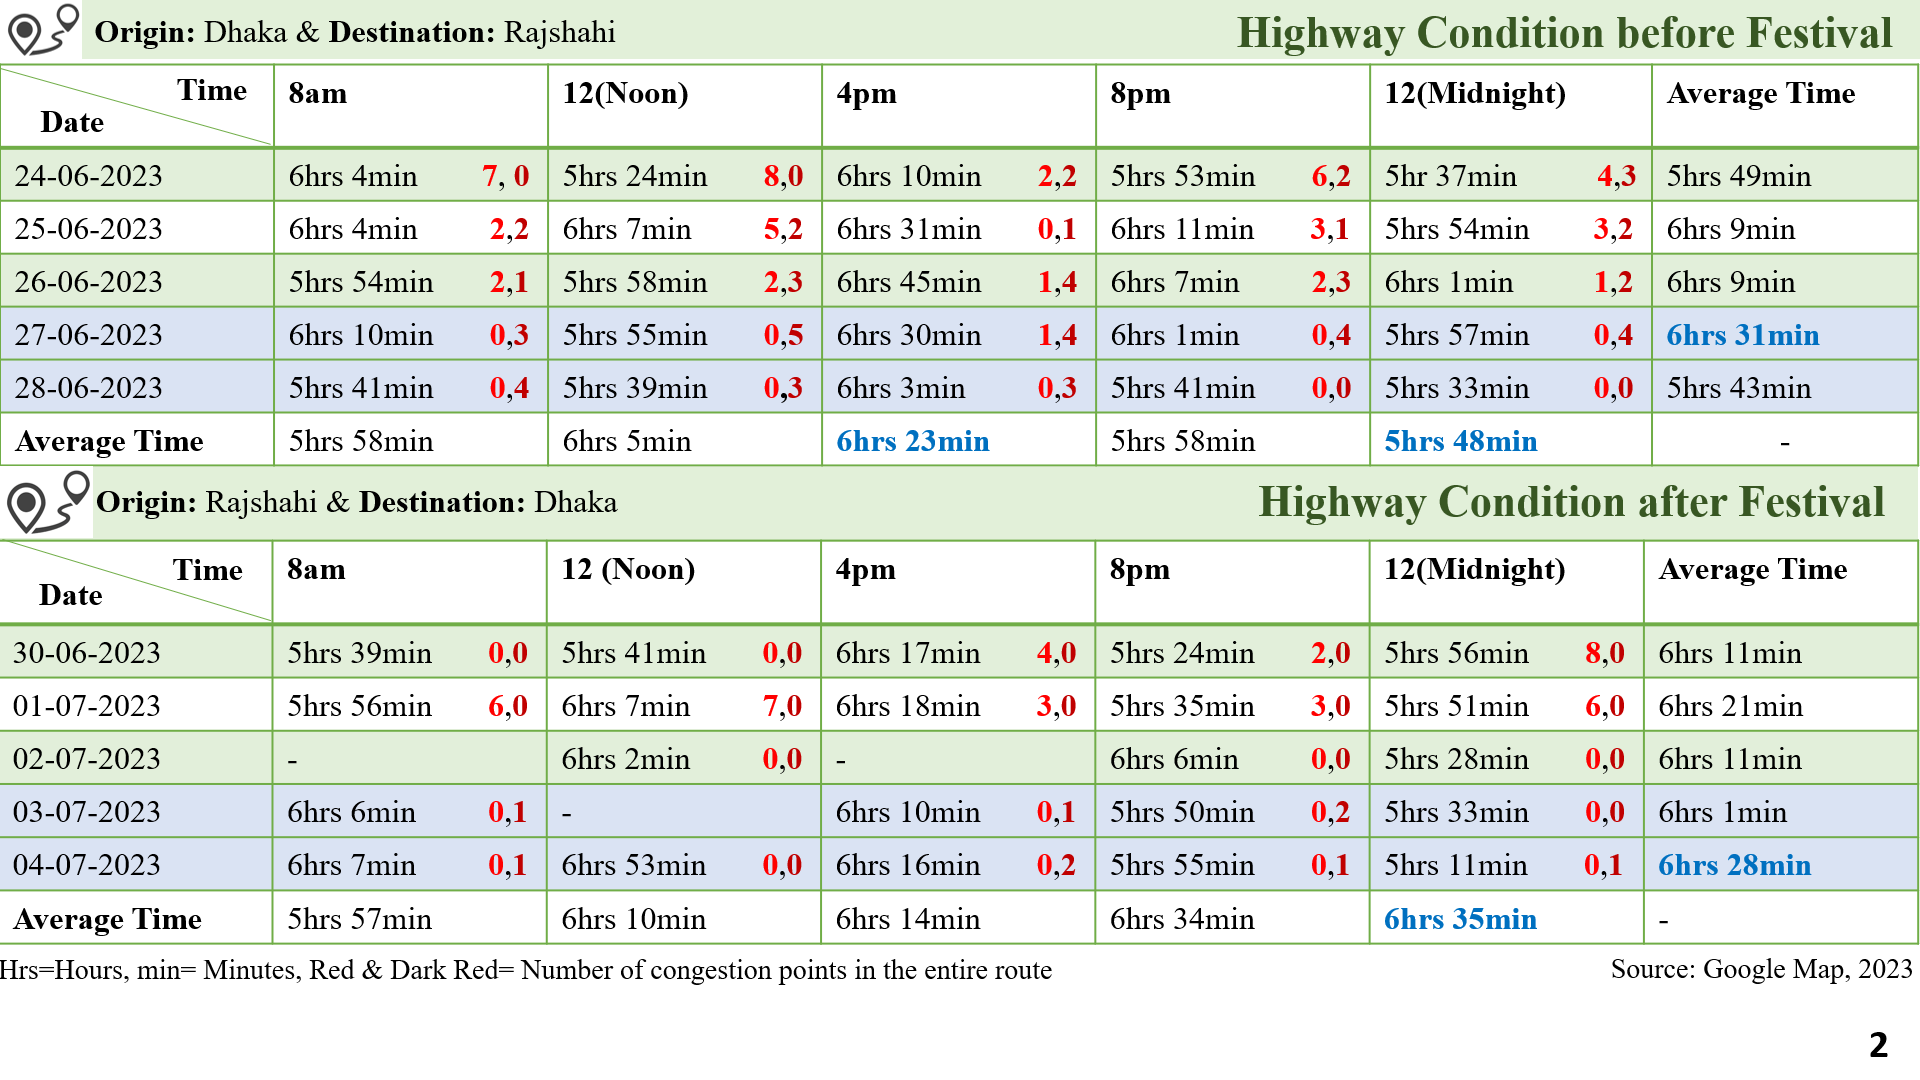 Origin: Dhaka & Destination: Rajshahi Highway Condition before Festival
Time 8am 12(Noon) 4pm 8pm 12(Midnight) Average Time
Date
24-06-2023 6hrs 4min 7, 0 5hrs 24min 8,0 6hrs 10min 2,2 5hrs 53min 6,2 5hr 37min 4,3 5hrs 49min
25-06-2023 6hrs 4min 2,2 6hrs 7min 5,2 6hrs 31min 0,1 6hrs 11min 3,1 5hrs 54min 3,2 6hrs 9min
26-06-2023 5hrs 54min 2,1 5hrs 58min 2,3 6hrs 45min 1,4 6hrs 7min 2,3 6hrs 1min 1,2 6hrs 9min
27-06-2023 6hrs 10min 0,3 5hrs 55min 0,5 6hrs 30min 1,4 6hrs 1min 0,4 5hrs 57min 0,4 6hrs 31min
28-06-2023 5hrs 41min 0,4 5hrs 39min 0,3 6hrs 3min 0,3 5hrs 41min 0,0 5hrs 33min 0,0 5hrs 43min
Average Time 5hrs 58min 6hrs 5min 6hrs 23min 5hrs 58min 5hrs 48min -
Origin: Rajshahi & Destination: Dhaka Highway Condition after Festival
Time 8am 12 (Noon) 4pm 8pm 12(Midnight) Average Time
Date
30-06-2023 5hrs 39min 0,0 5hrs 41min 0,0 6hrs 17min 4,0 5hrs 24min 2,0 5hrs 56min 8,0 6hrs 11min
01-07-2023 5hrs 56min 6,0 6hrs 7min 7,0 6hrs 18min 3,0 5hrs 35min 3,0 5hrs 51min 6,0 6hrs 21min
02-07-2023 - 6hrs 2min 0,0 - 6hrs 6min 0,0 5hrs 28min 0,0 6hrs 11min
03-07-2023 6hrs 6min 0,1 - 6hrs 10min 0,1 5hrs 50min 0,2 5hrs 33min 0,0 6hrs 1min
04-07-2023 6hrs 7min 0,1 6hrs 53min 0,0 6hrs 16min 0,2 5hrs 55min 0,1 5hrs 11min 0,1 6hrs 28min
Average Time 5hrs 57min 6hrs 10min 6hrs 14min 6hrs 34min 6hrs 35min -
Hrs=Hours, min= Minutes, Red & Dark Red= Number of congestion points in the entire route Source: Google Map, 2023
2